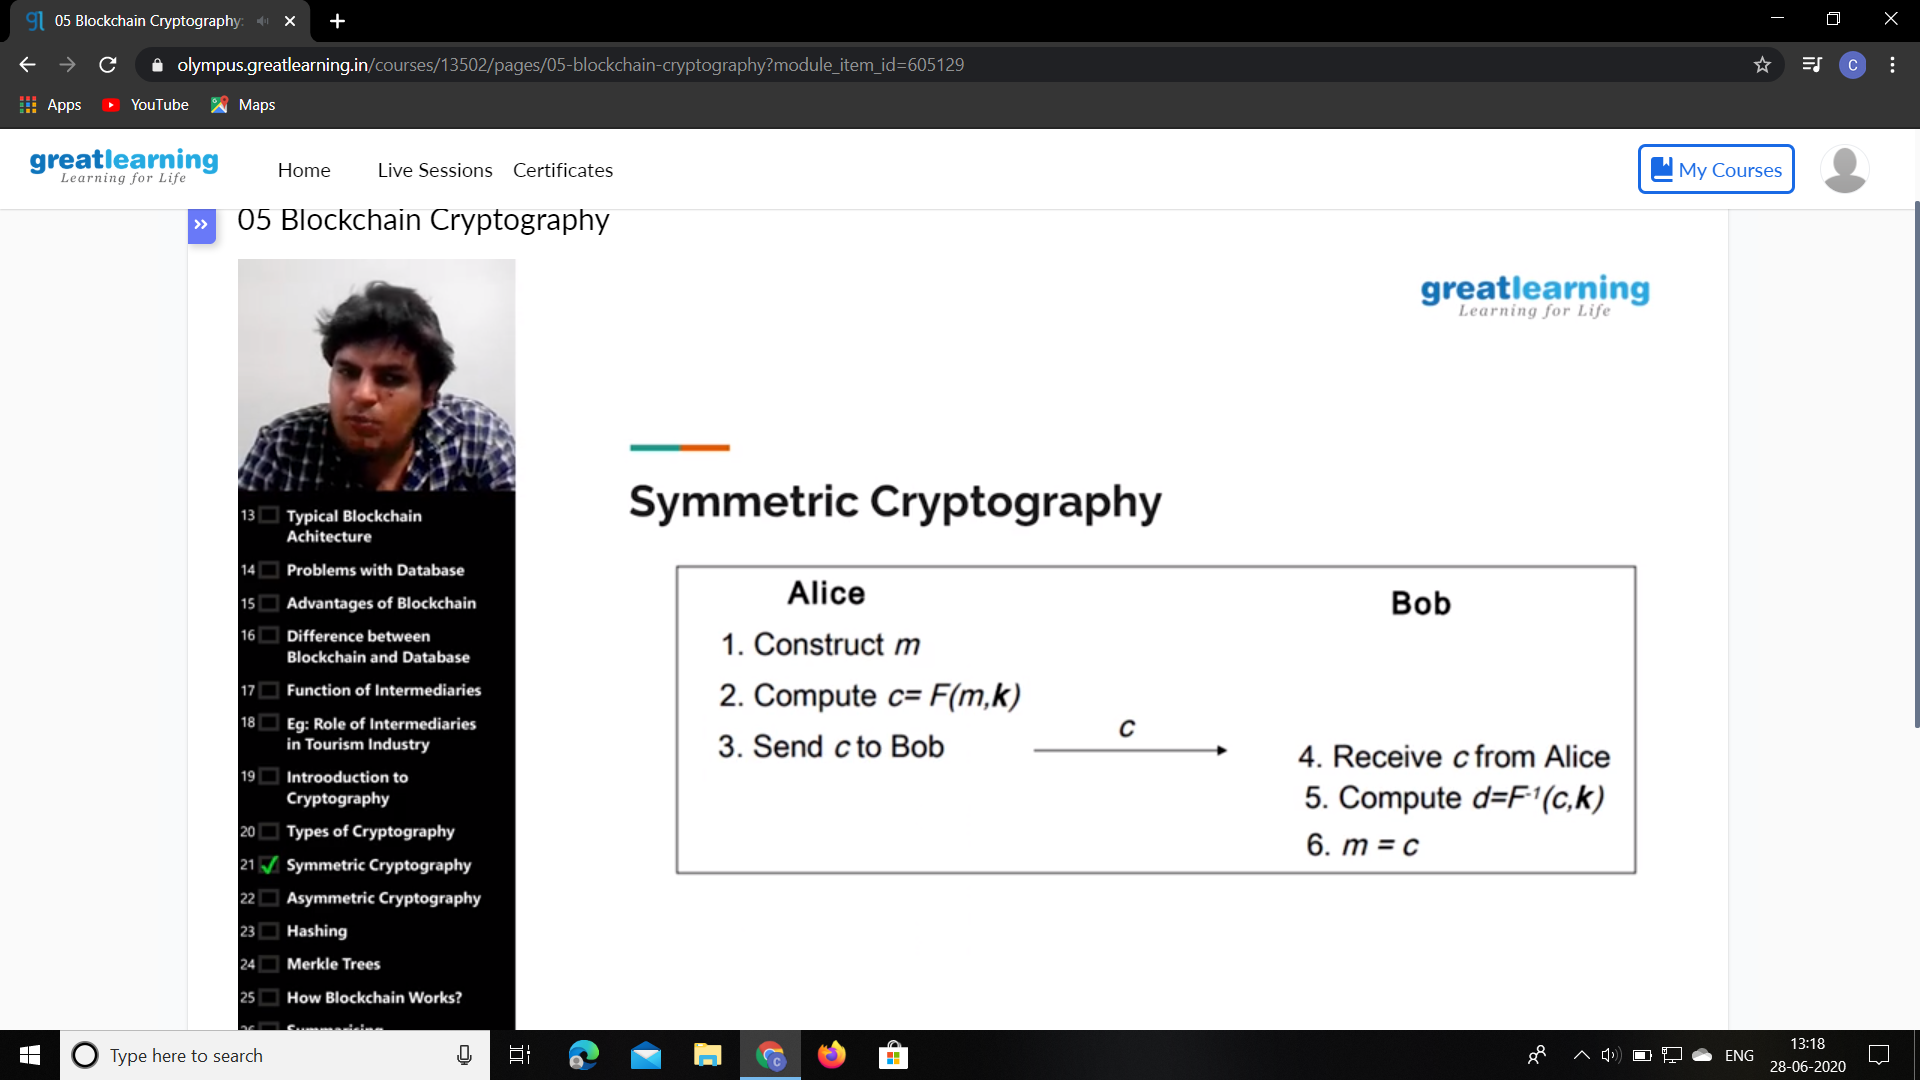 05 Blockchain Cryptography:
olympus.greatlearning.in/courses/13502/pages/05-blockchain-cryptography?module_item_id=605129
C
Apps
YouTube
Maps
greatlearning
Learning for Life
Home
Live Sessions
Certificates
My Courses
05 Blockchain Cryptography
greatlearning
Learning for Life
13 Typical Blockchain
Achitecture
14 Problems with Database
15 Advantages of Blockchain
16 Difference between
Blockchain and Database
17 Function of Intermediaries
18 Eg: Role of Intermediaries
in Tourism Industry
19 Introoduction to
Cryptography
20 Types of Cryptography
21 Symmetric Cryptography
22 Asymmetric Cryptography
23 Hashing
24 Merkle Trees
25 How Blockchain Works?
26 Summarising
Symmetric Cryptography
Alice
1. Construct m
2. Compute c= F(m,k)
3. Send c to Bob
c
Bob
4. Receive c from Alice
5. Compute d=F⁻¹(c,k)
6. m = c
Type here to search
C
ENG
13:18
28-06-2020